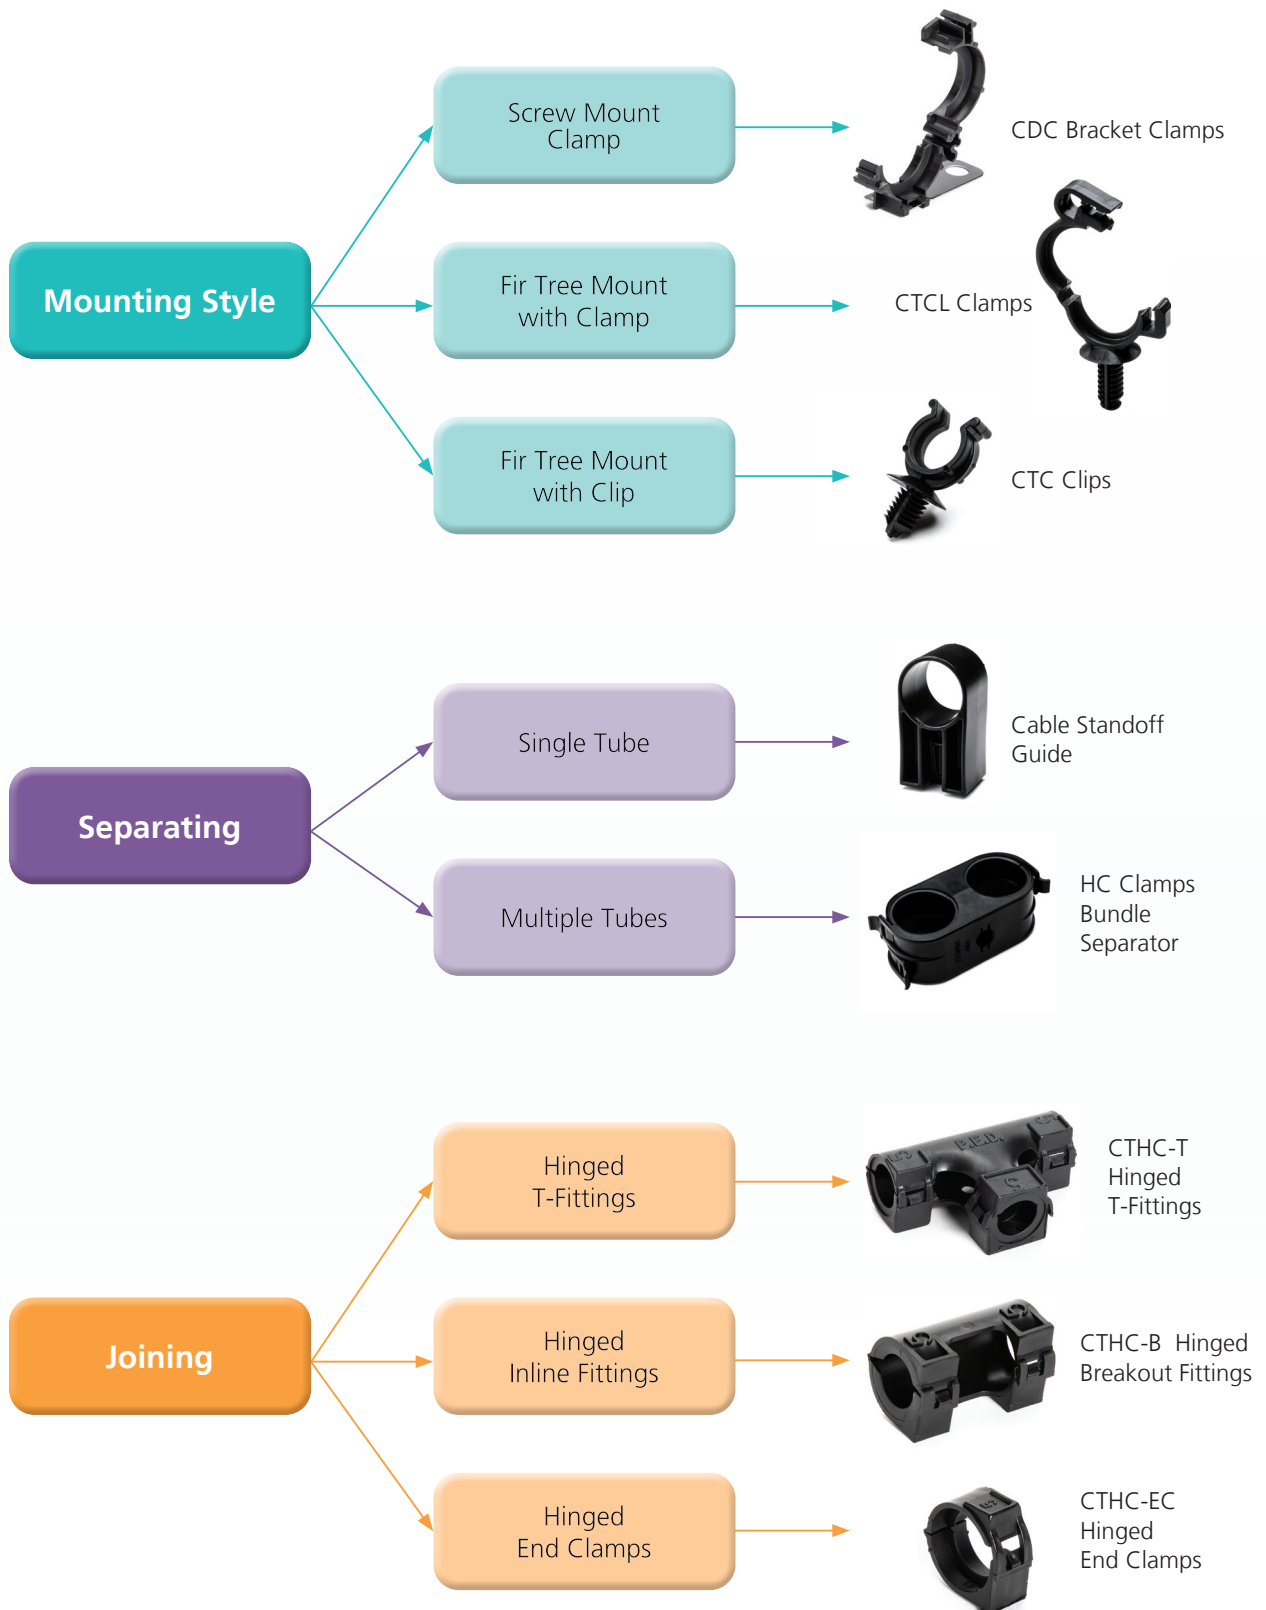 Screw Mount
Clamp
CDC Bracket Clamps
Mounting Style
Fir Tree Mount
with Clamp
CTCL Clamps
Fir Tree Mount
with Clip
CTC Clips
Separating
Single Tube
Cable Standoff
Guide
Multiple Tubes
HC Clamps
Bundle
Separator
Joining
Hinged
T-Fittings
P.E.D.
CTHC-T
Hinged
T-Fittings
Hinged
Inline Fittings
CTHC-B Hinged
Breakout Fittings
Hinged
End Clamps
CTHC-EC
Hinged
End Clamps